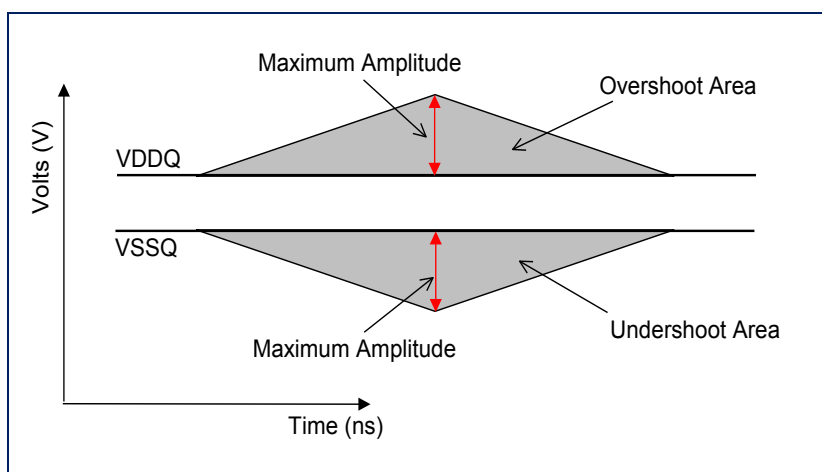 Maximum Amplitude
Overshoot Area
Volts (V)
VDDQ
VSSQ
Undershoot Area
Maximum Amplitude
Time (ns)